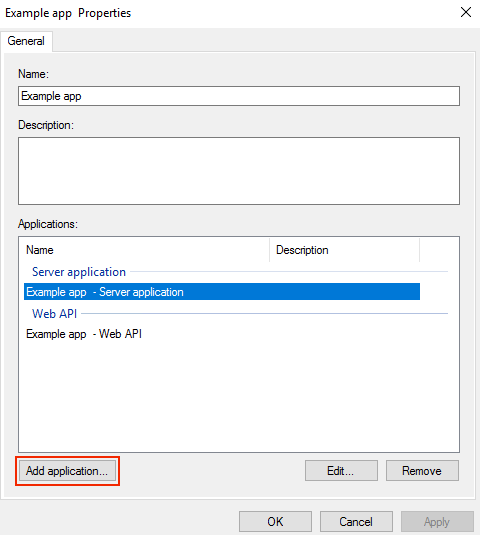 Example app Properties
General
Name:
Example app
Description:
Applications:
Name Description
Server application
Example app - Server application
Web API
Example app - Web API
Add application... Edit... Remove
OK Cancel Apply